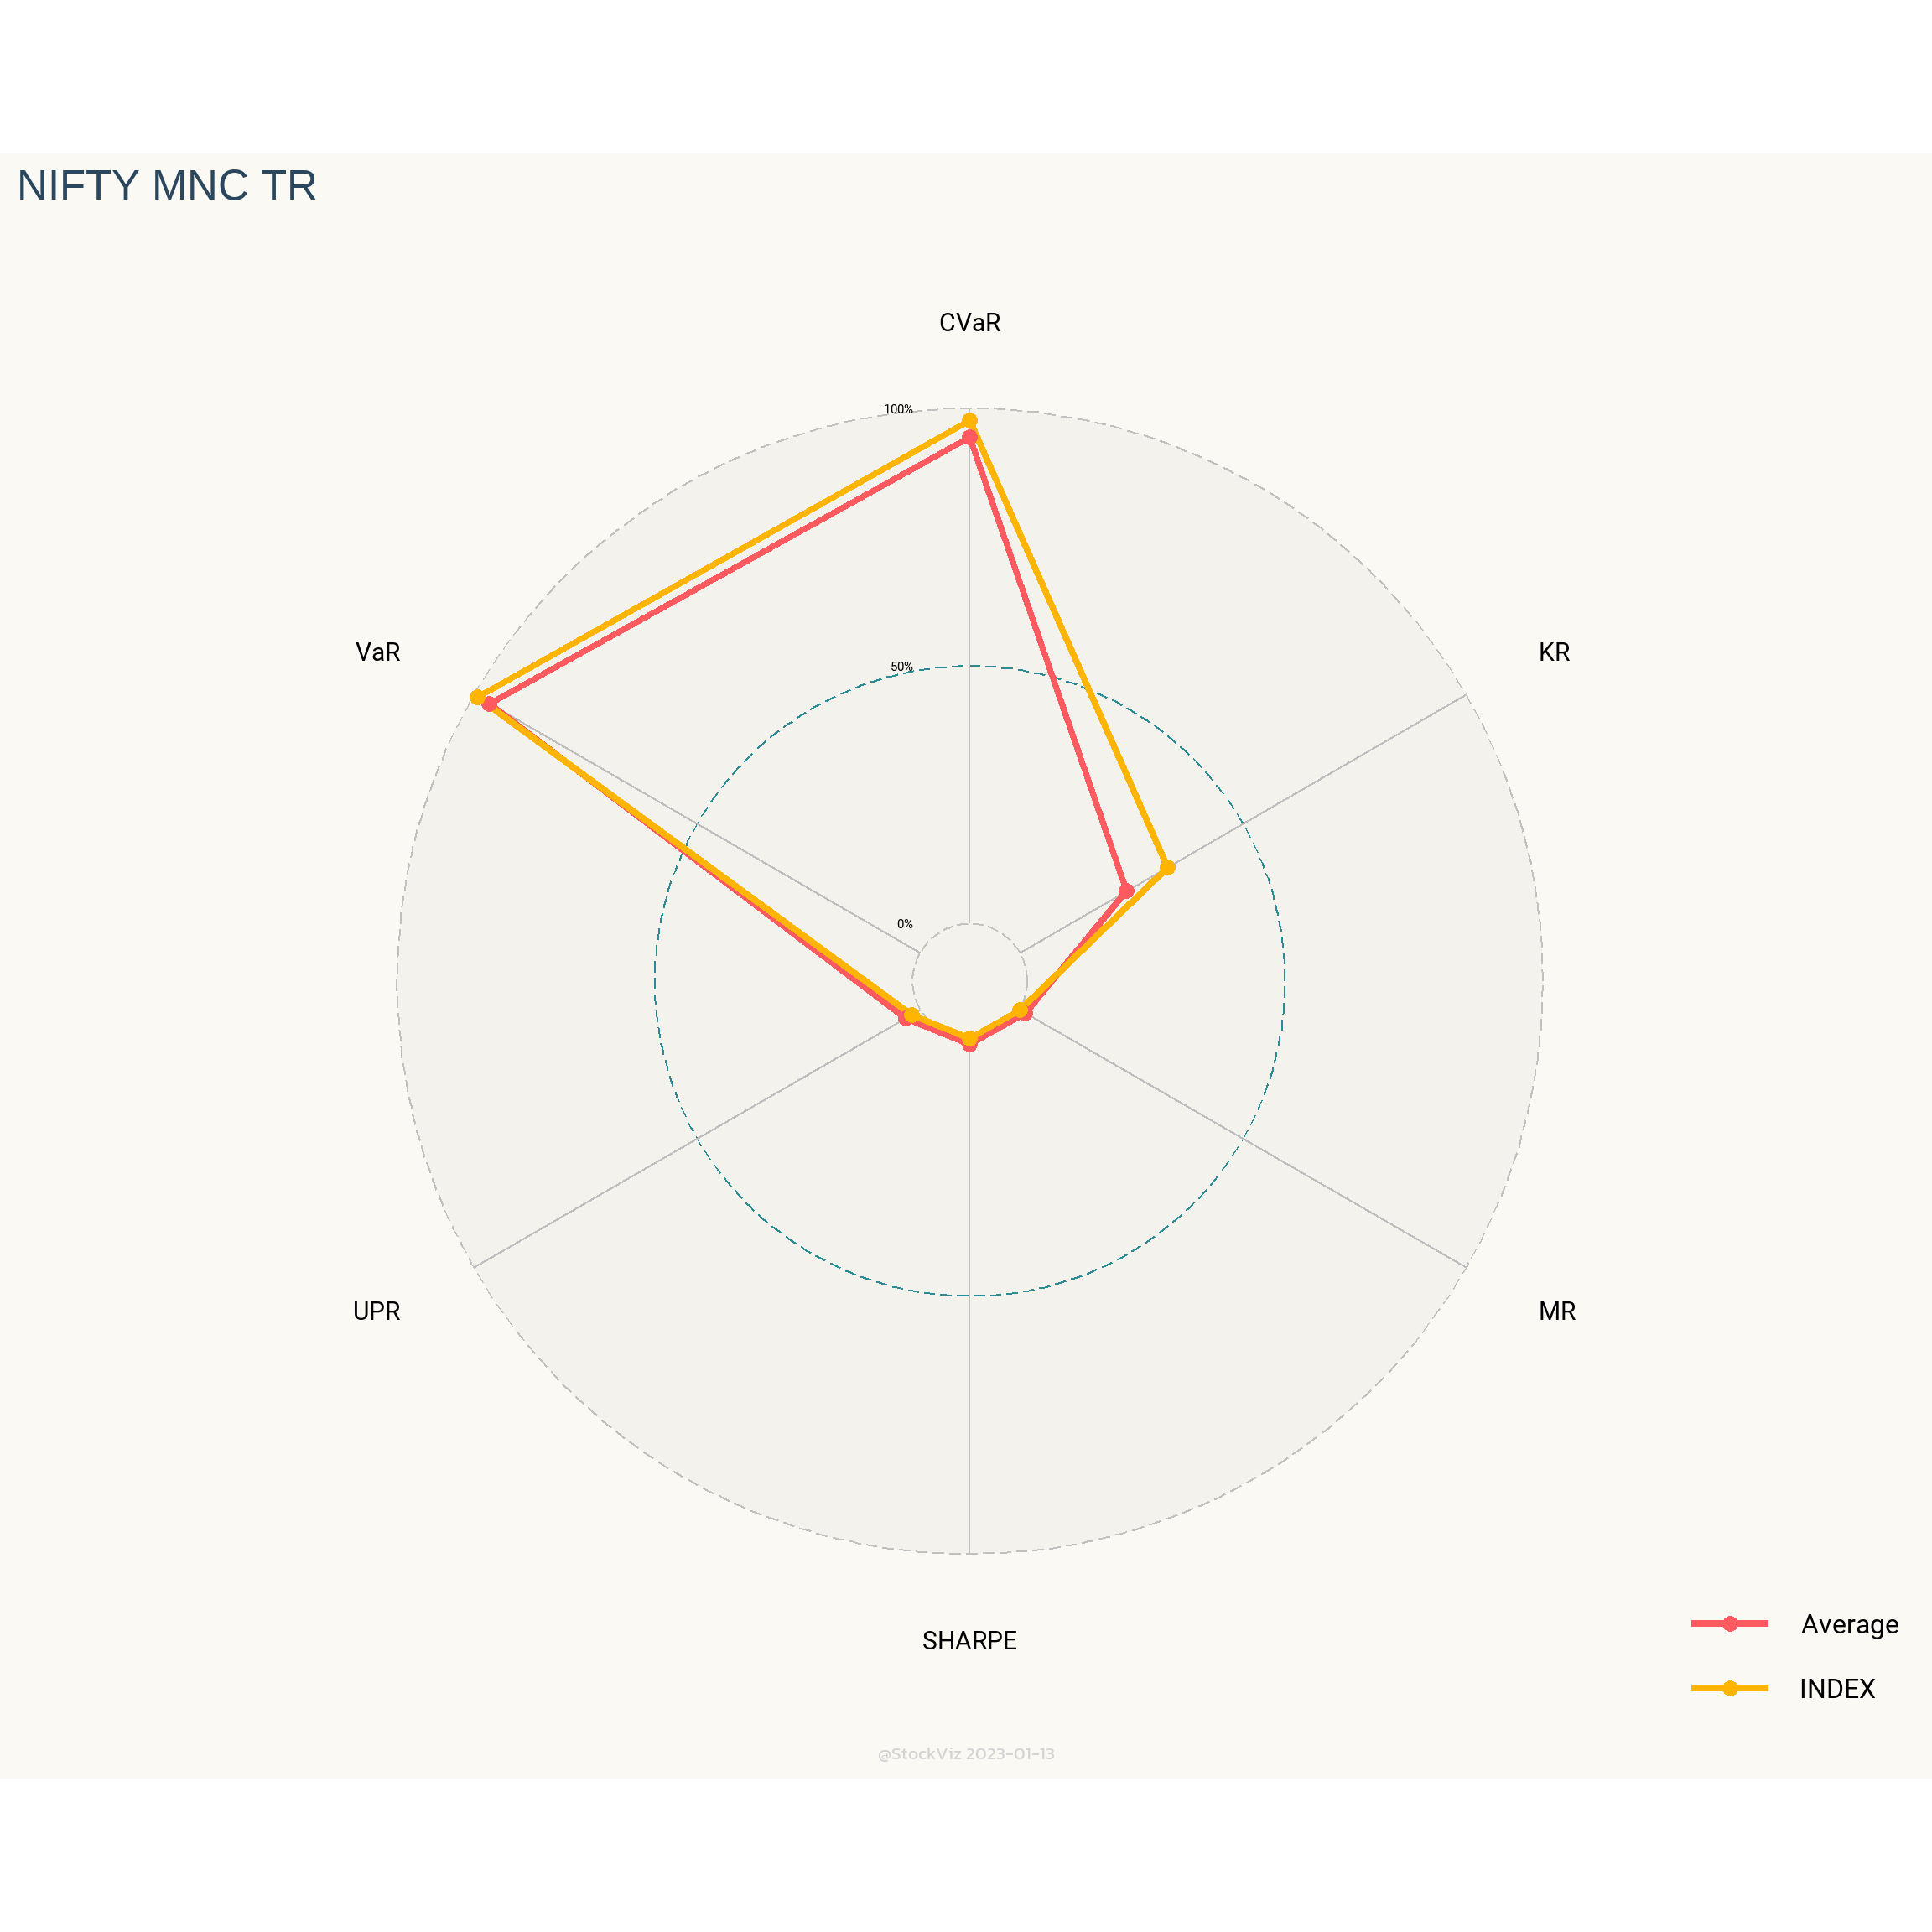 NIFTY MNC TR
CVaR
100%
VaR
KR
50%
0%
UPR
MR
SHARPE
Average
INDEX
@StockViz 2023-01-13